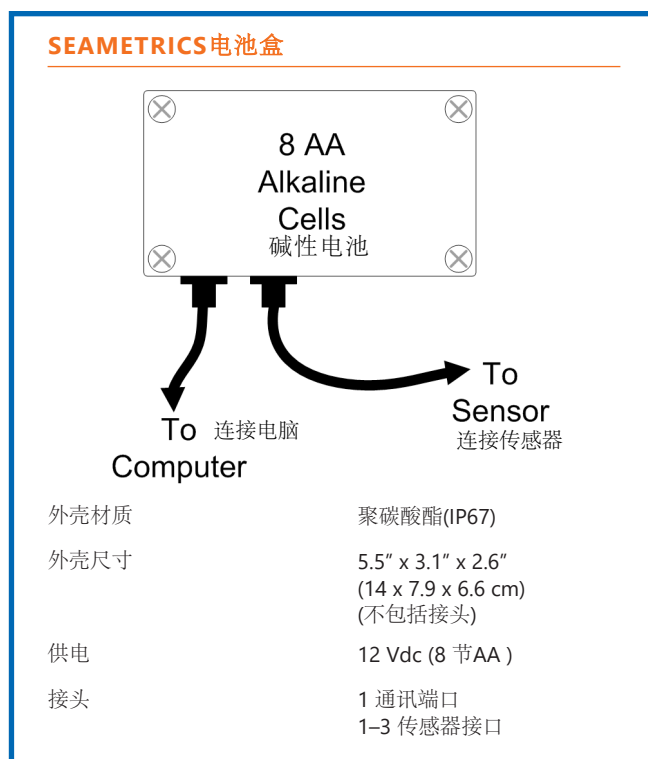 SEAMETRICS电池盒
8 AA
Alkaline
Cells
碱性电池
To
Sensor
连接传感器
To 连接电脑
Computer
外壳材质 聚碳酸酯(IP67)
外壳尺寸 5.5" x 3.1" x 2.6"
(14 x 7.9 x 6.6 cm)
(不包括接头)
供电 12 Vdc (8 节AA )
接头 1 通讯端口
1–3 传感器接口